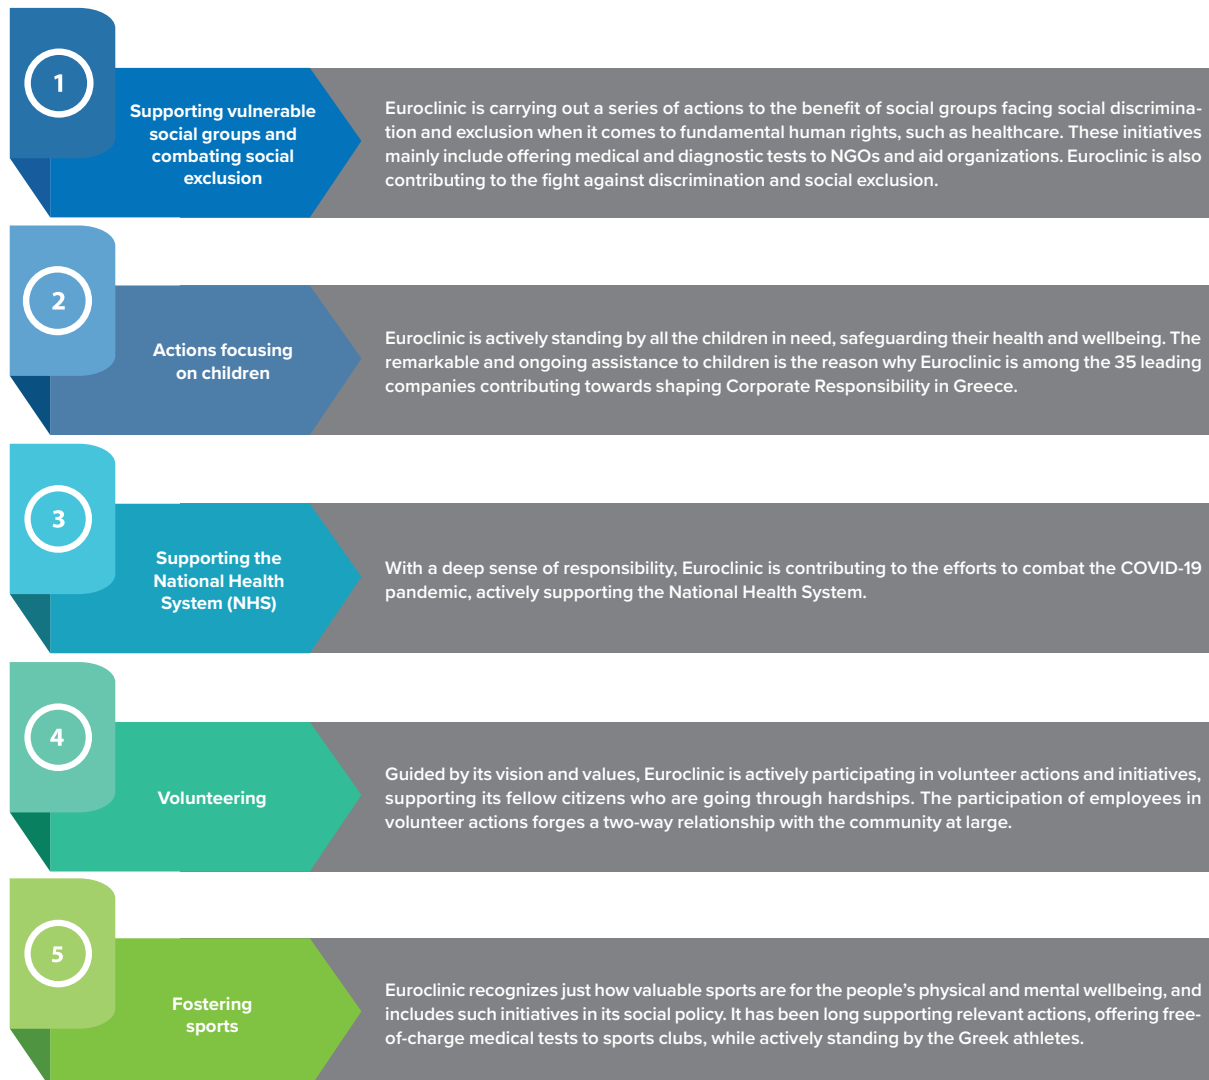 1
Supporting vulnerable
social groups and
combating social
exclusion
Euroclinic is carrying out a series of actions to the benefit of social groups facing social discrimina-
tion and exclusion when it comes to fundamental human rights, such as healthcare. These initiatives
mainly include offering medical and diagnostic tests to NGOs and aid organizations. Euroclinic is also
contributing to the fight against discrimination and social exclusion.
2
Actions focusing
on children
Euroclinic is actively standing by all the children in need, safeguarding their health and wellbeing. The
remarkable and ongoing assistance to children is the reason why Euroclinic is among the 35 leading
companies contributing towards shaping Corporate Responsibility in Greece.
3
Supporting the
National Health
System (NHS)
With a deep sense of responsibility, Euroclinic is contributing to the efforts to combat the COVID-19
pandemic, actively supporting the National Health System.
4
Volunteering
Guided by its vision and values, Euroclinic is actively participating in volunteer actions and initiatives,
supporting its fellow citizens who are going through hardships. The participation of employees in
volunteer actions forges a two-way relationship with the community at large.
5
Fostering
sports
Euroclinic recognizes just how valuable sports are for the people's physical and mental wellbeing, and
includes such initiatives in its social policy. It has been long supporting relevant actions, offering free-
of-charge medical tests to sports clubs, while actively standing by the Greek athletes.